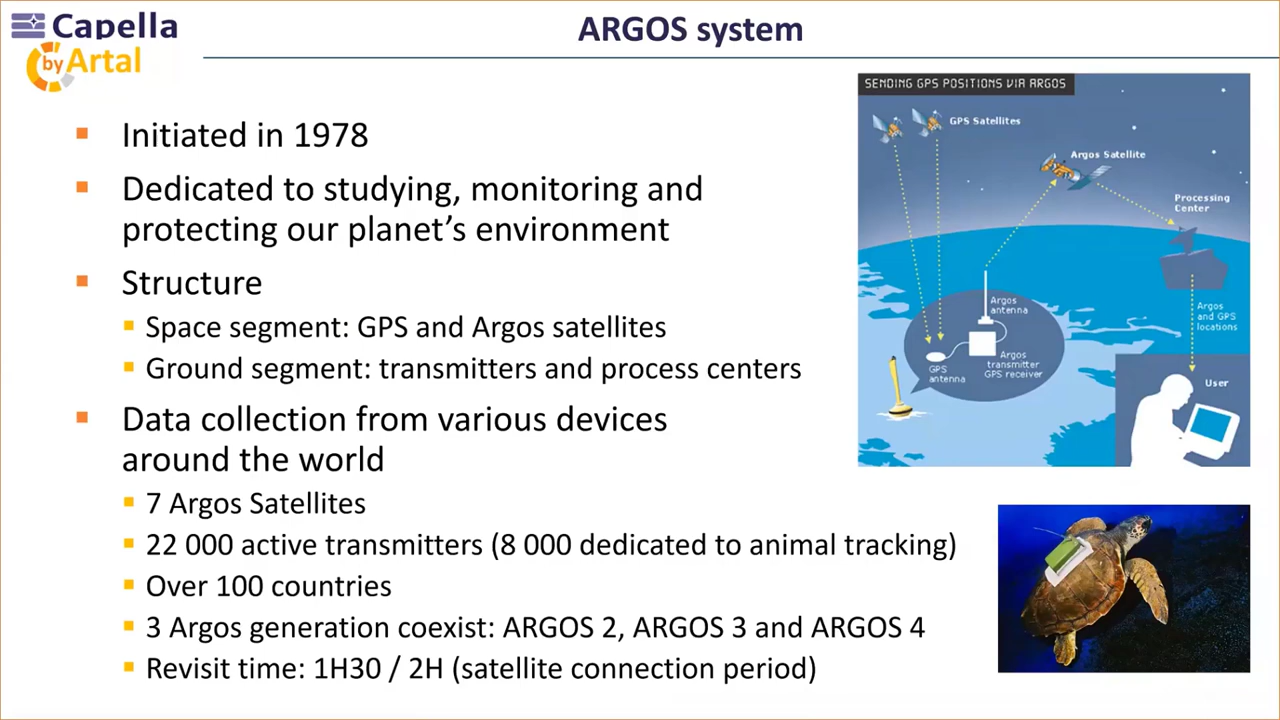 Capella
by Artal
ARGOS system
Initiated in 1978
Dedicated to studying, monitoring and
protecting our planet’s environment
Structure
Space segment: GPS and Argos satellites
Ground segment: transmitters and process centers
Data collection from various devices
around the world
7 Argos Satellites
22 000 active transmitters (8 000 dedicated to animal tracking)
Over 100 countries
3 Argos generation coexist: ARGOS 2, ARGOS 3 and ARGOS 4
Revisit time: 1H30 / 2H (satellite connection period)
SENDING GPS POSITIONS VIA ARGOS
GPS Satellites
Argos Satellite
Processing
Center
Argos
antenna
Argos
and GPS
locations
Argos
transmitter
GPS receiver
GPS
antenna
User